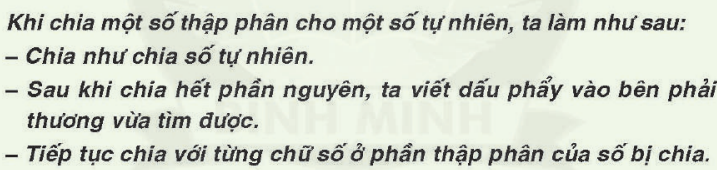 Khi chia một số thập phân cho một số tự nhiên, ta làm như sau:
– Chia như chia số tự nhiên.
– Sau khi chia hết phần nguyên, ta viết dấu phẩy vào bên phải
thương vừa tìm được.
– Tiếp tục chia với từng chữ số ở phần thập phân của số bị chia.
ĐÌNH MINH